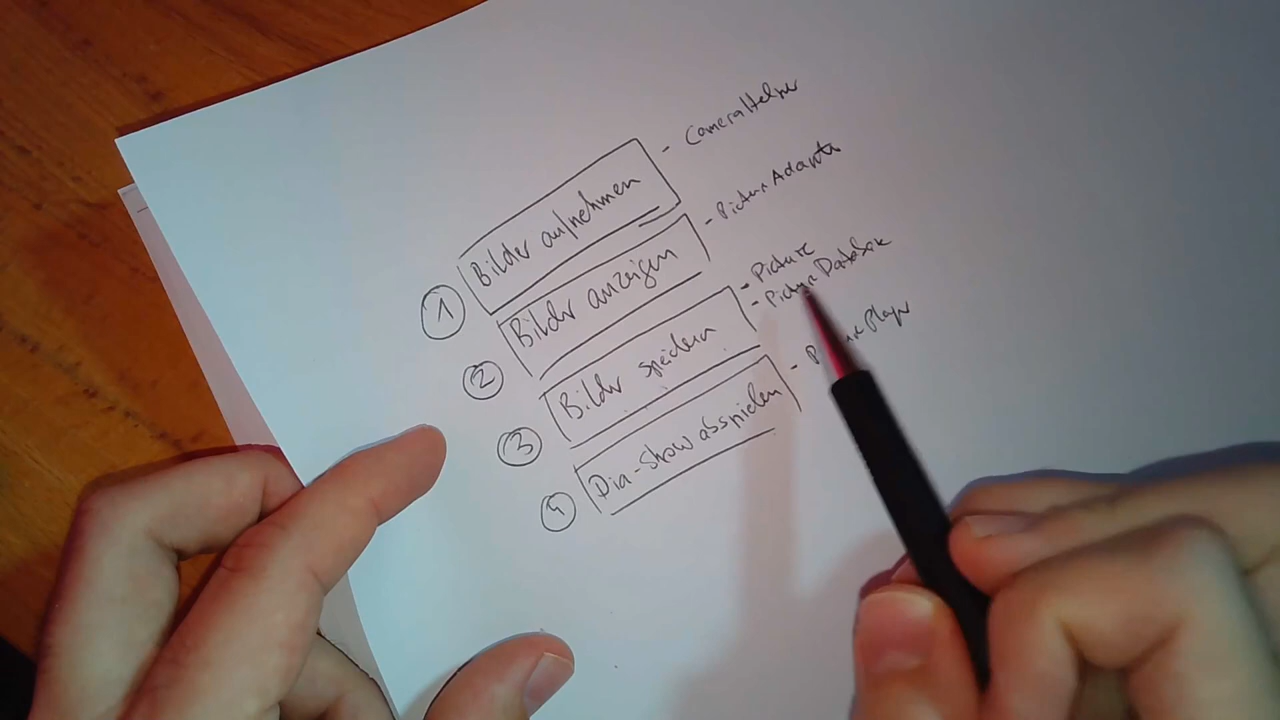 ① Bilder aufnehmen - CameraHelper
② Bilder anzeigen - PictureAdapter
③ Bilder speichern - Picture
- PictureDatabase
④ Dia-Show abspielen